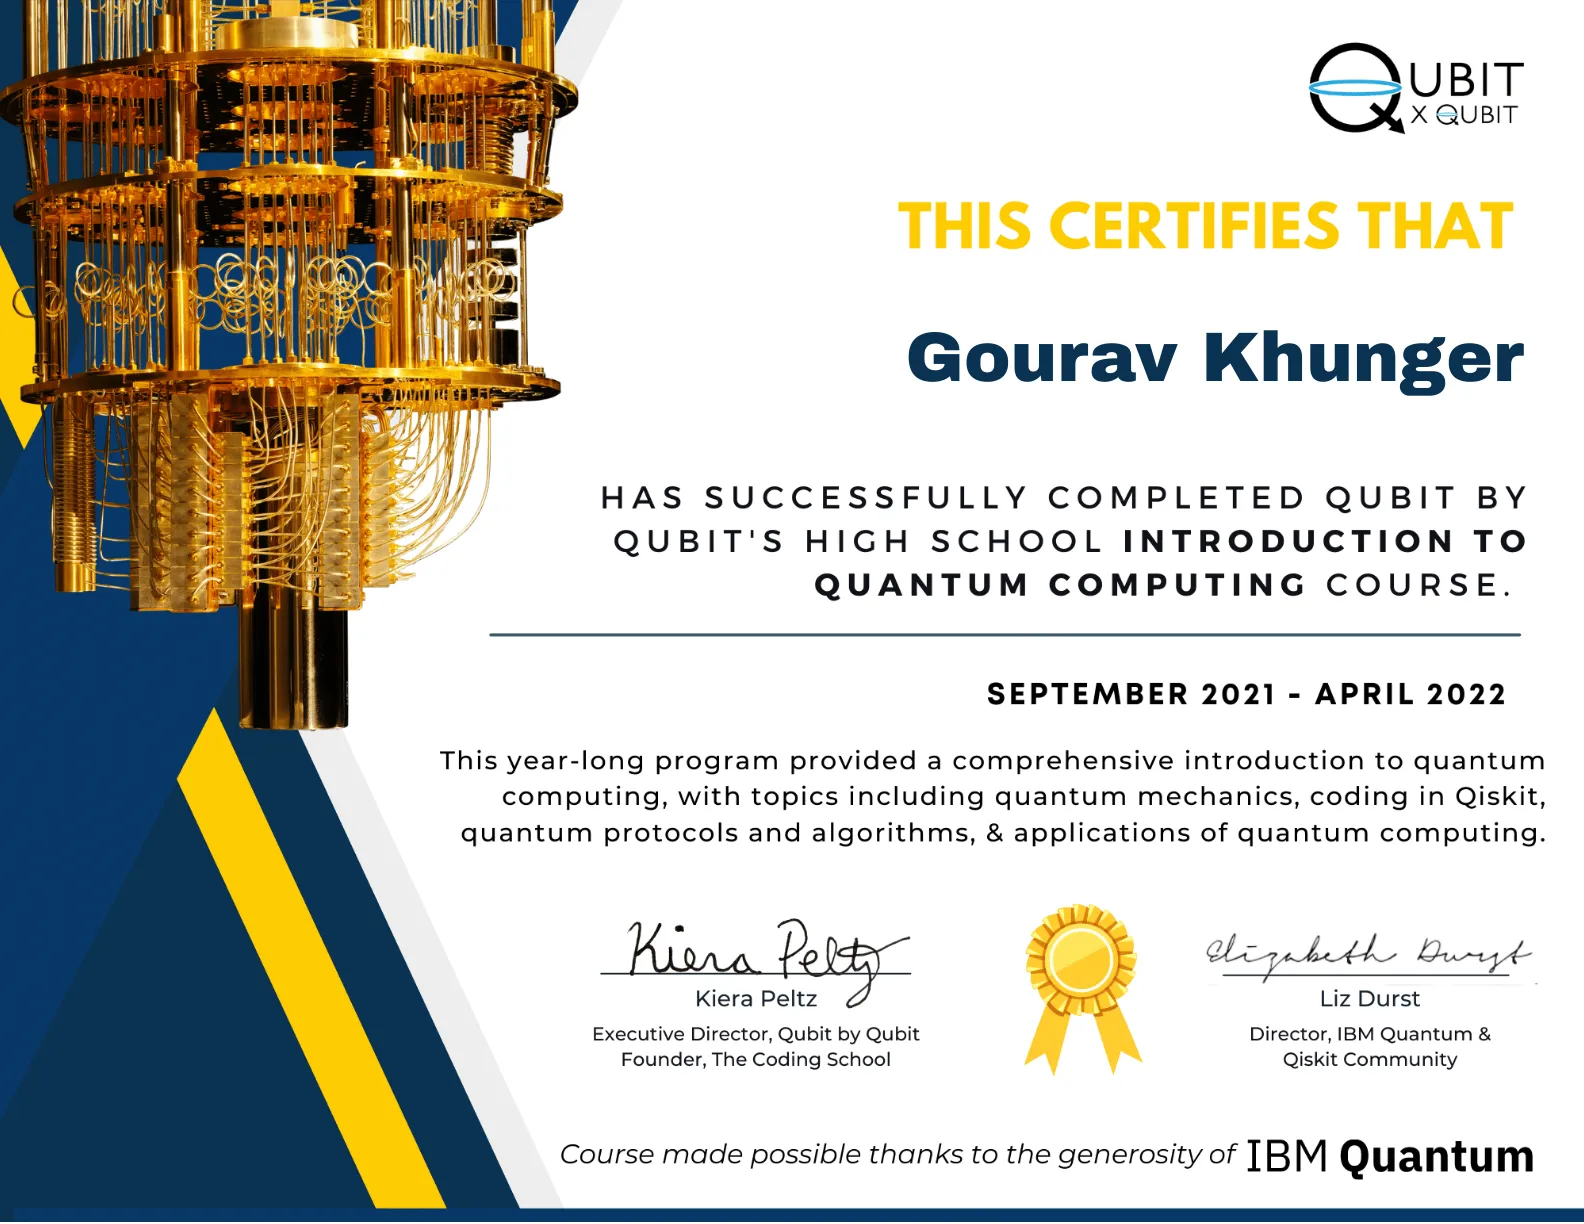 QUBIT
X QUBIT
THIS CERTIFIES THAT
Gourav Khunger
HAS SUCCESSFULLY COMPLETED QUBIT BY
QUBIT'S HIGH SCHOOL INTRODUCTION TO
QUANTUM COMPUTING COURSE.
SEPTEMBER 2021 - APRIL 2022
This year-long program provided a comprehensive introduction to quantum
computing, with topics including quantum mechanics, coding in Qiskit,
quantum protocols and algorithms, & applications of quantum computing.
Kiera Peltz
Kiera Peltz
Executive Director, Qubit by Qubit
Founder, The Coding School
Elizabeth Durst
Liz Durst
Director, IBM Quantum &
Qiskit Community
Course made possible thanks to the generosity of IBM Quantum